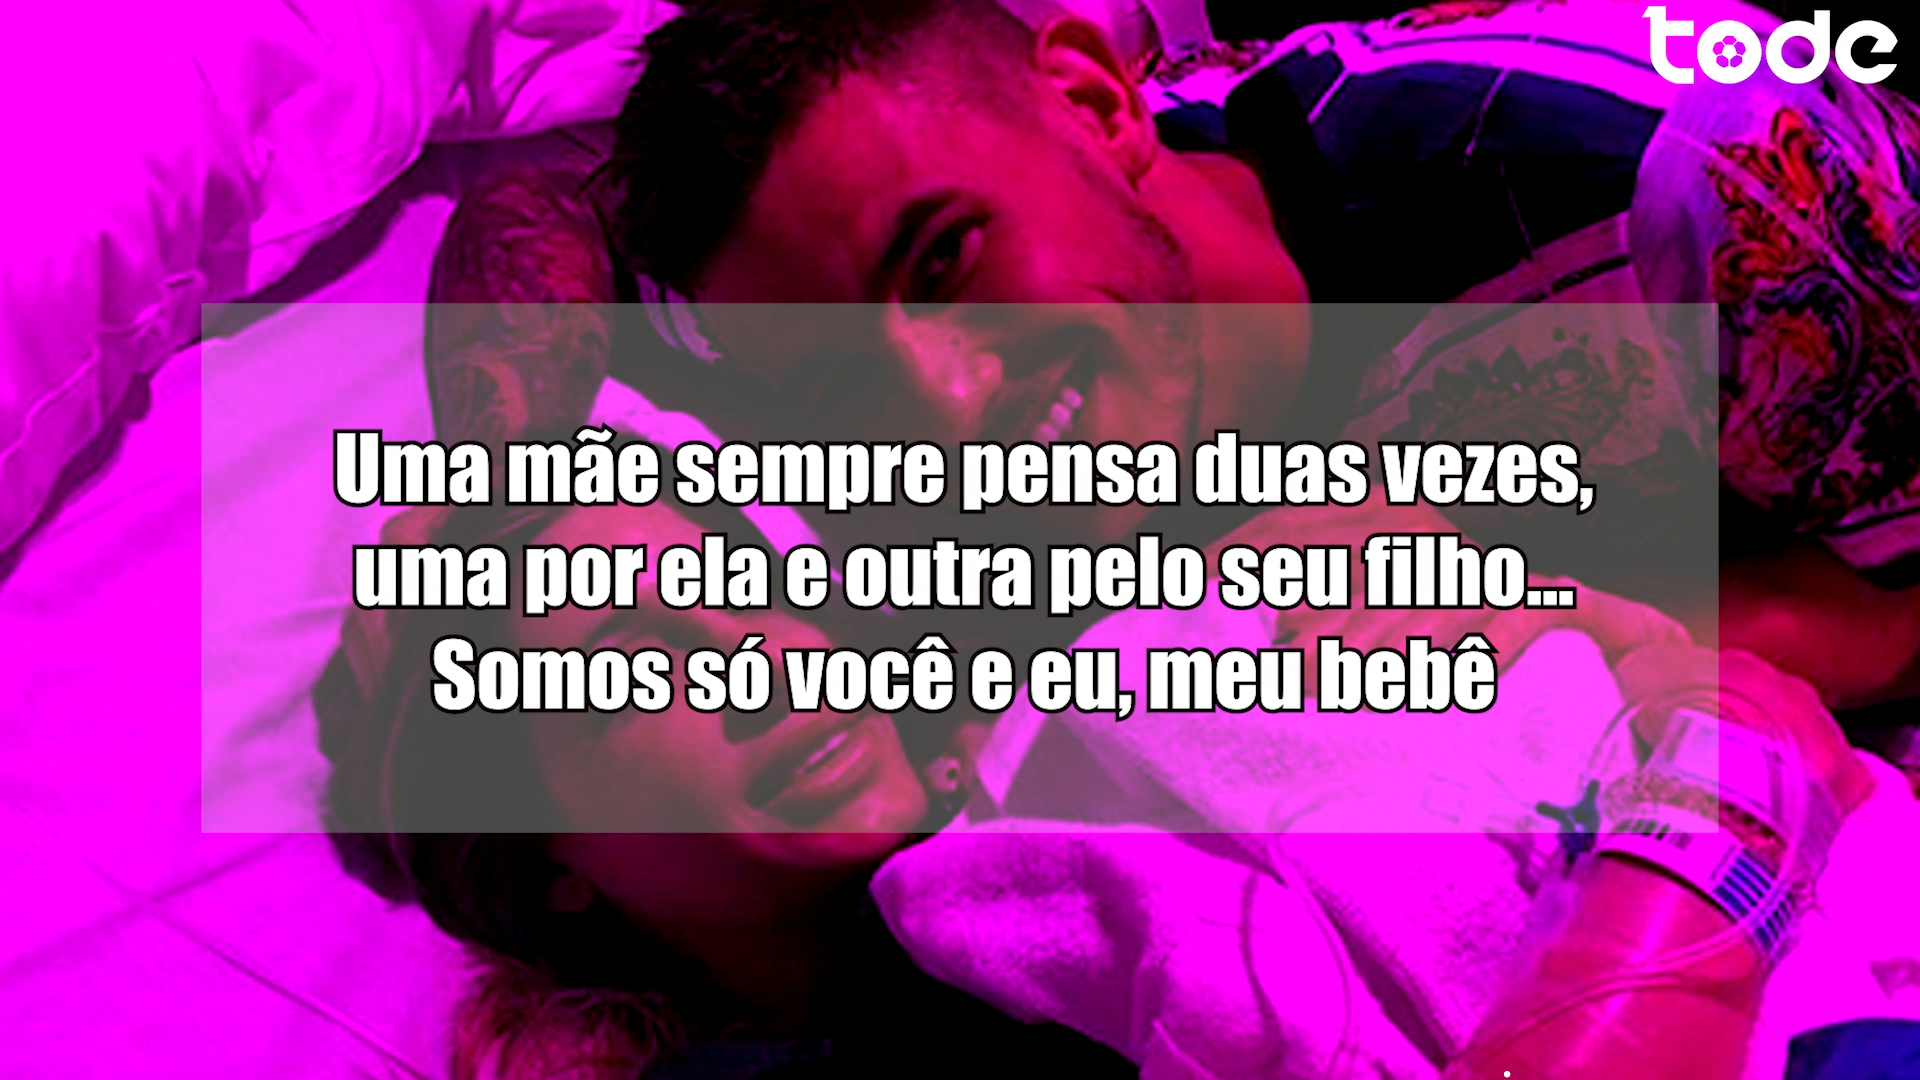 tode
Uma mãe sempre pensa duas vezes,
uma por ela e outra pelo seu filho...
Somos só você e eu, meu bebê